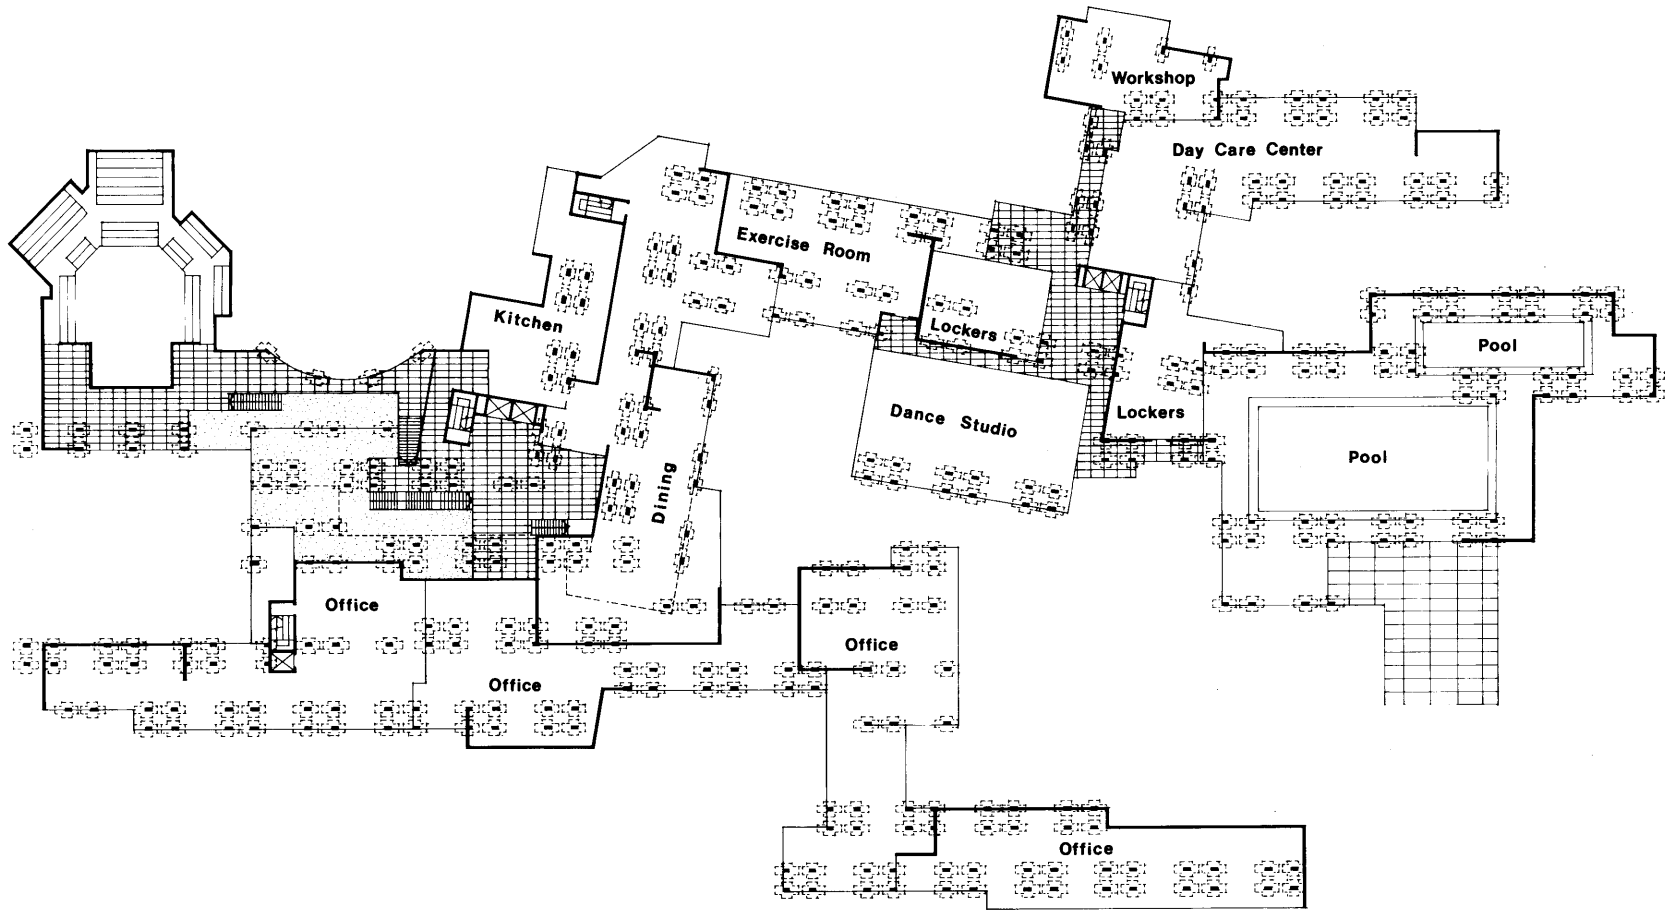 Workshop
Day Care Center
Exercise Room
Kitchen
Lockers
Pool
Dance Studio
Lockers
Pool
Dining
Office
Office
Office
Office